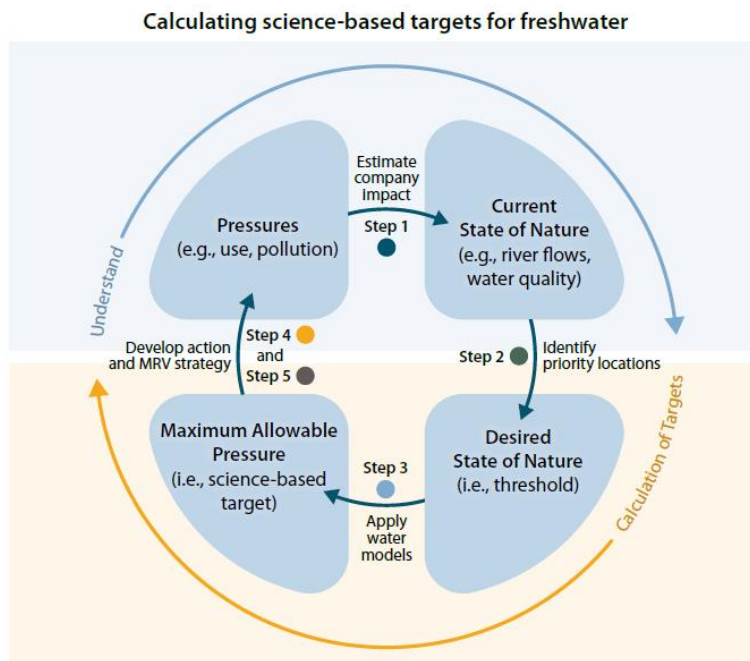 Calculating science-based targets for freshwater
Estimate
company
impact
Step 1
Pressures
(e.g., use, pollution)
Current
State of Nature
(e.g., river flows,
water quality)
Understand
Develop action
and MRV strategy
Step 4
and
Step 5
Step 2
Identify
priority locations
Maximum Allowable
Pressure
(i.e., science-based
target)
Step 3
Apply
water
models
Desired
State of Nature
(i.e., threshold)
Calculation of Targets